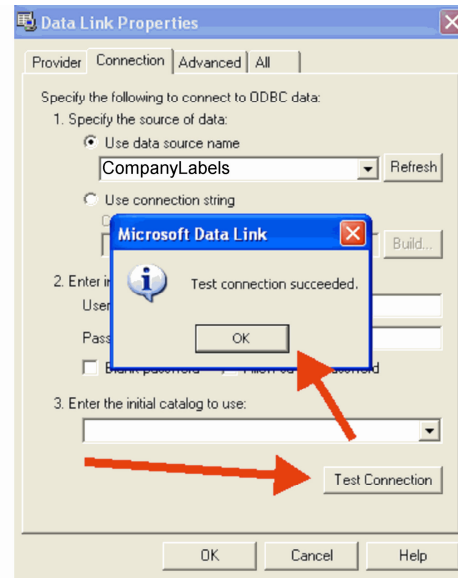 Data Link Properties
Provider Connection Advanced All
Specify the following to connect to ODBC data:
1. Specify the source of data:
Use data source name
CompanyLabels Refresh
Use connection string
Build...
Microsoft Data Link
Test connection succeeded.
OK
2. Enter
User
Pass
3. Enter the initial catalog to use:
Test Connection
OK Cancel Help